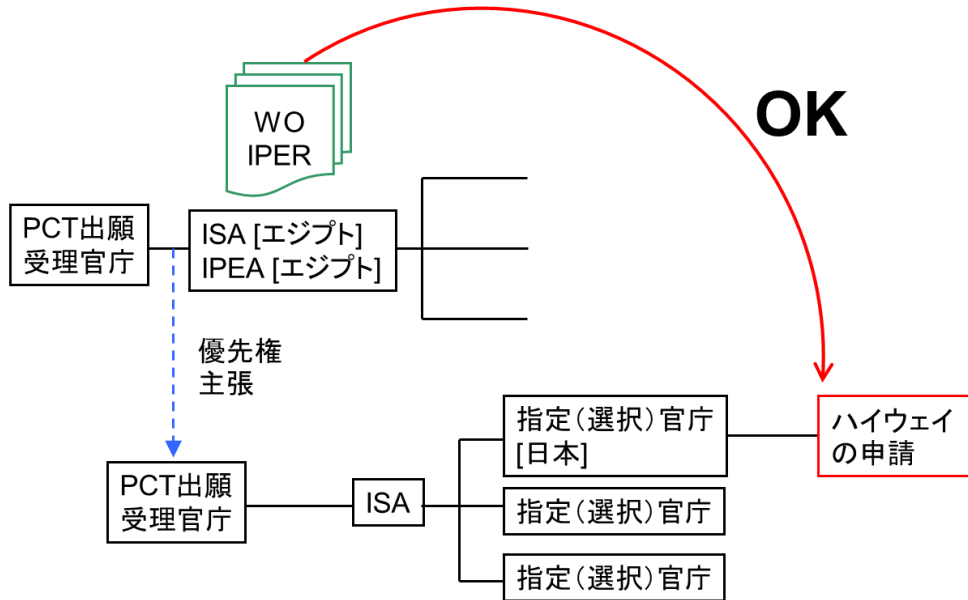 WO
IPER
OK
PCT出願
受理官庁
ISA [エジプト]
IPEA [エジプト]
優先権
主張
指定(選択)官庁
[日本]
ハイウェイ
の申請
PCT出願
受理官庁
ISA
指定(選択)官庁
指定(選択)官庁